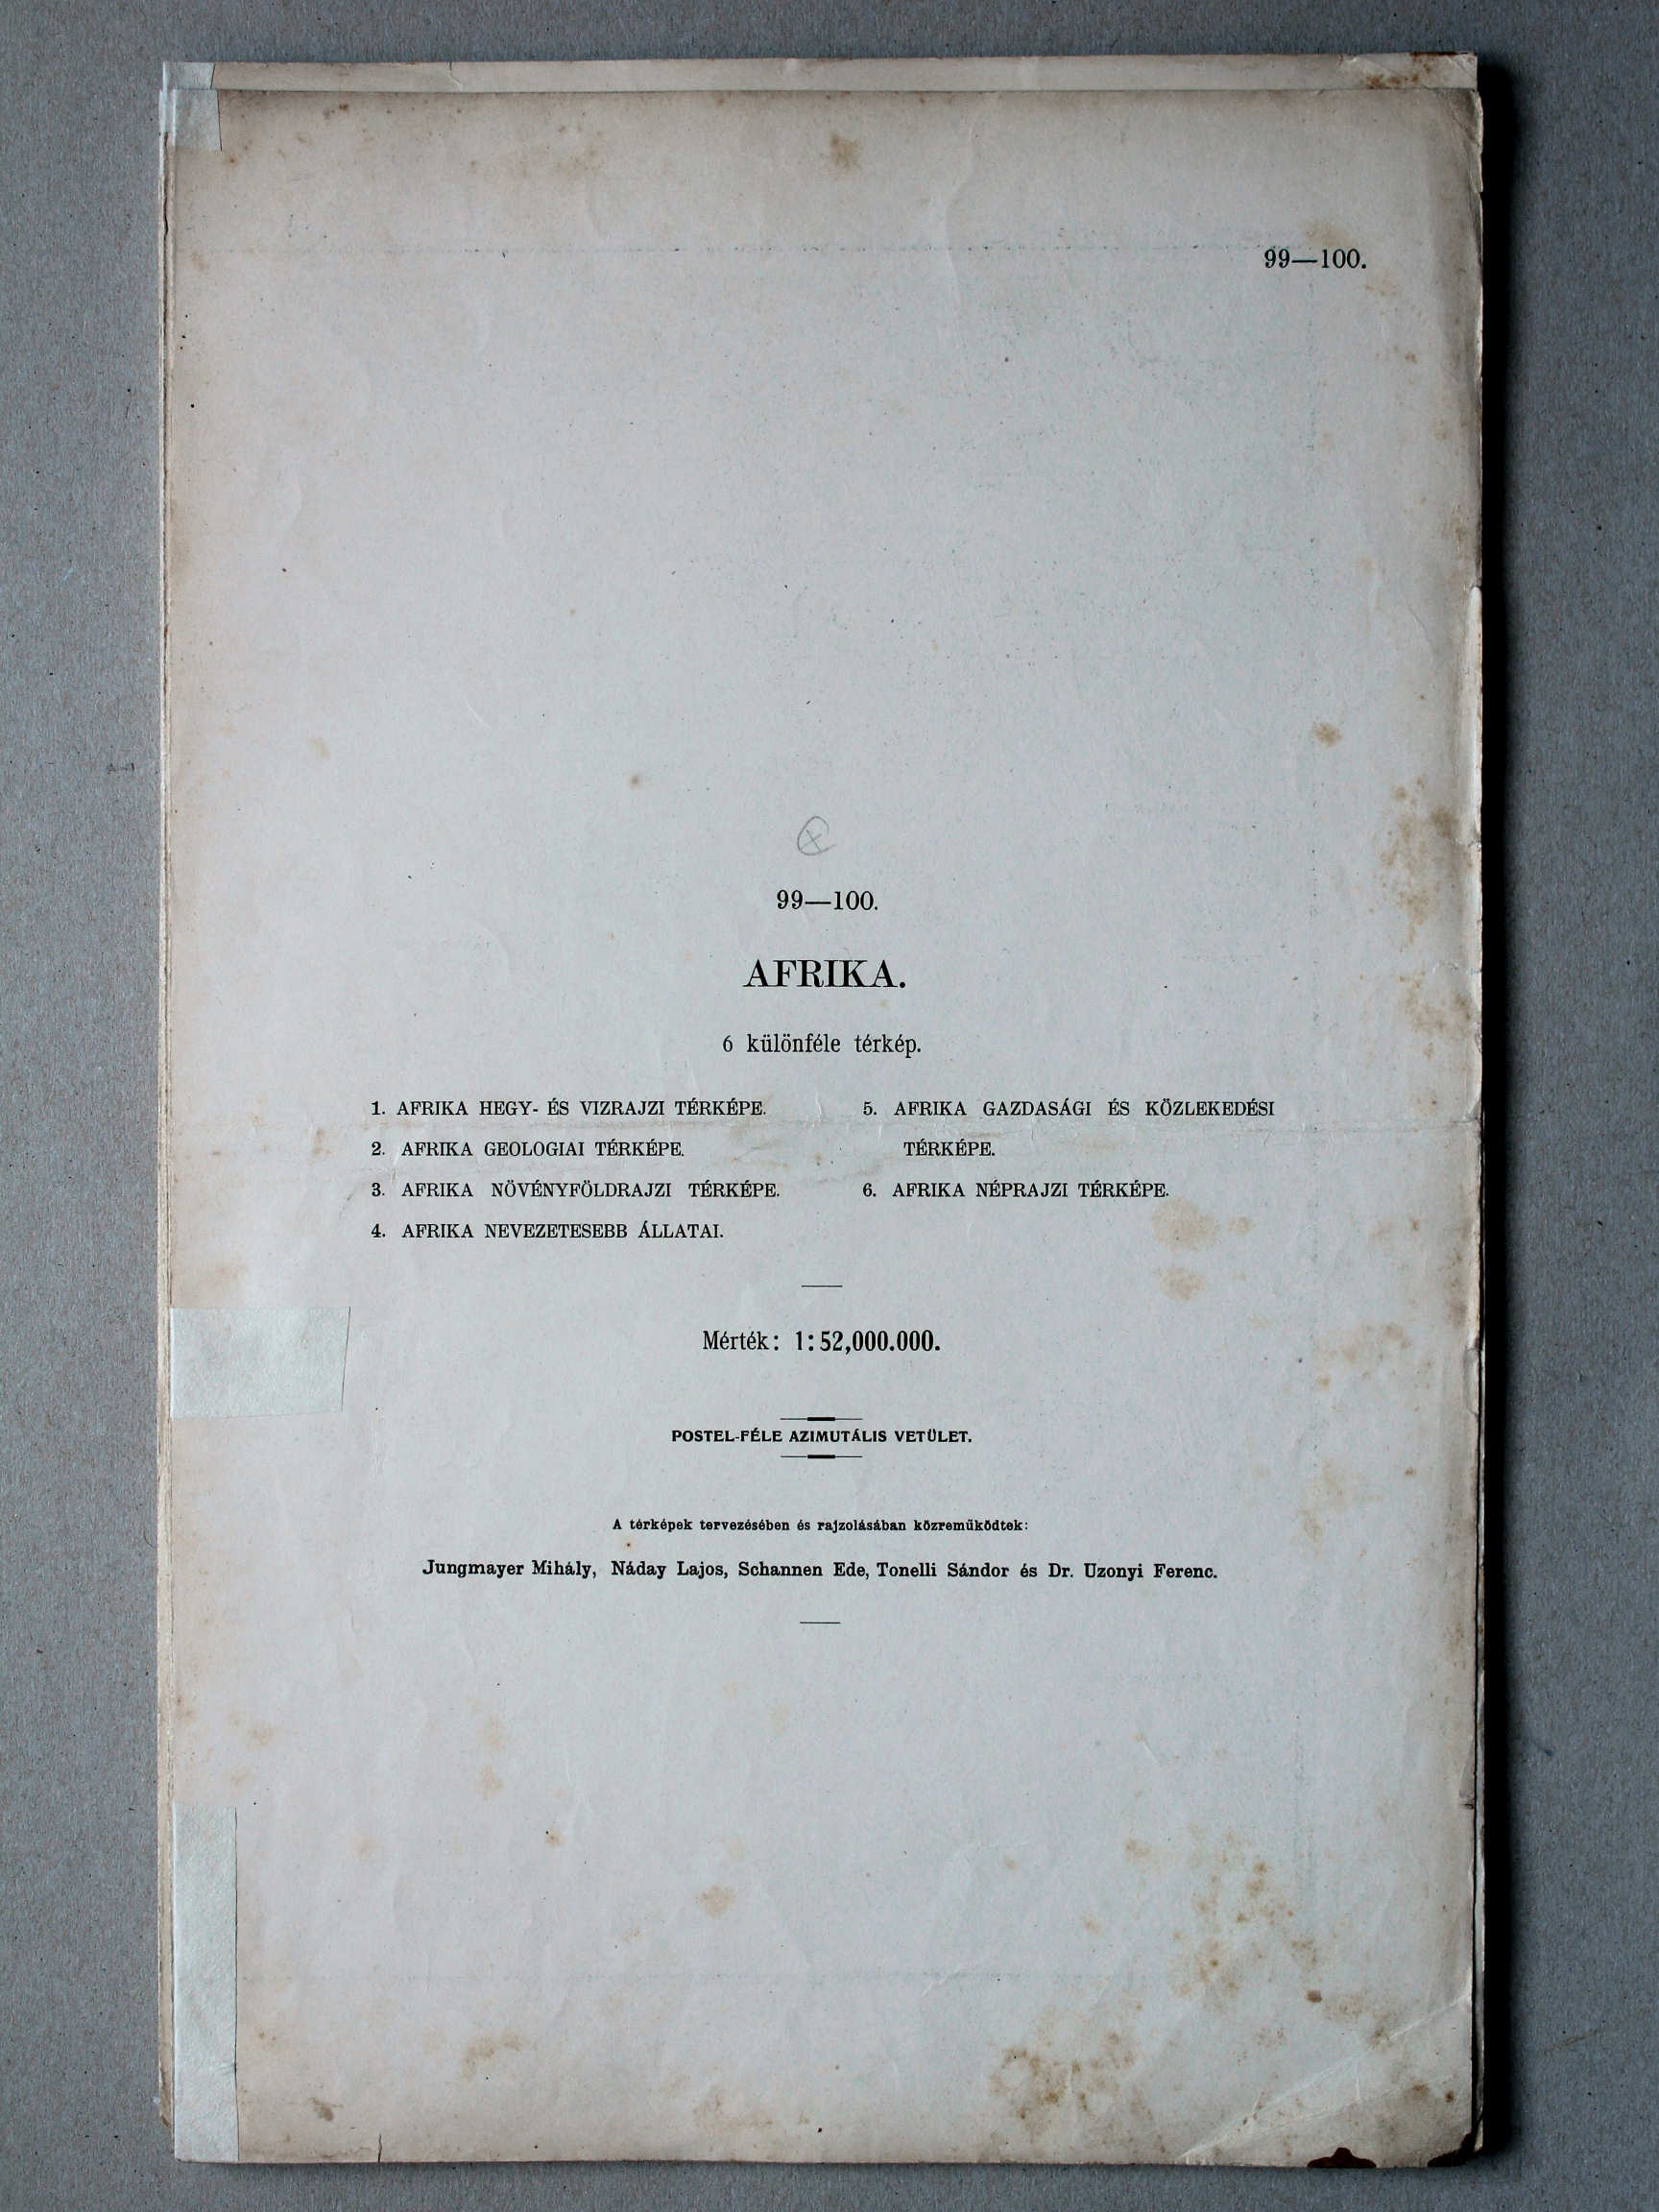 99—100.
99—100.
AFRIKA.
6 különféle térkép.
1. AFRIKA HEGY- ÉS VIZRAJZI TÉRKÉPE.
2. AFRIKA GEOLOGIAI TÉRKÉPE.
3. AFRIKA NÖVÉNYFÖLDRAJZI TÉRKÉPE.
4. AFRIKA NEVEZETESEBB ÁLLATAI.
5. AFRIKA GAZDASÁGI ÉS KÖZLEKEDÉSI
TÉRKÉPE.
6. AFRIKA NÉPRAJZI TÉRKÉPE.
Mérték: 1:52,000.000.
POSTEL-FÉLE AZIMUTÁLIS VETÜLET.
A térképek tervezésében és rajzolásában közreműködtek:
Jungmayer Mihály, Náday Lajos, Schannen Ede, Tonelli Sándor és Dr. Uzonyi Ferenc.